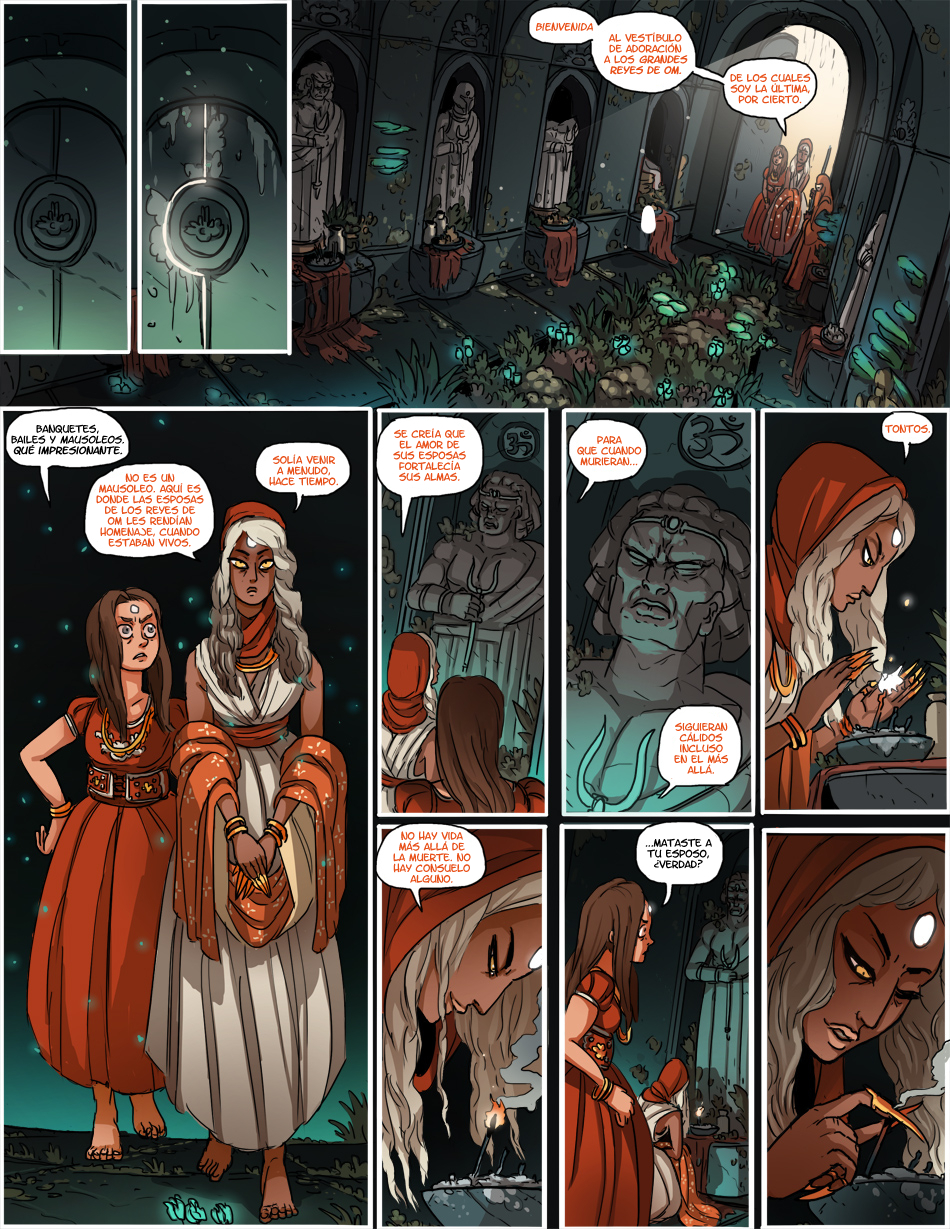 BIENVENIDA
AL VESTÍBULO
DE ADORACIÓN
A LOS GRANDES
REYES DE OM.
DE LOS CUALES
SOY LA ÚLTIMA,
POR CIERTO.
BANQUETES,
BAILES Y MAUSOLEOS.
QUÉ IMPRESIONANTE.
NO ES UN
MAUSOLEO. AQUÍ ES
DONDE LAS ESPOSAS
DE LOS REYES DE
OM LES RENDÍAN
HOMENAJE, CUANDO
ESTABAN VIVOS.
SOLÍA VENIR
A MENUDO,
HACE TIEMPO.
SE CREÍA QUE
EL AMOR DE
SUS ESPOSAS
FORTALECÍA
SUS ALMAS.
ॐ
PARA
QUE CUANDO
MURIERAN...
ॐ
SIGUIERAN
CÁLIDOS
INCLUSO
EN EL MÁS
ALLÁ.
TONTOS.
NO HAY VIDA
MÁS ALLÁ DE
LA MUERTE. NO
HAY CONSUELO
ALGUNO.
...MATASTE A
TU ESPOSO,
¿VERDAD?